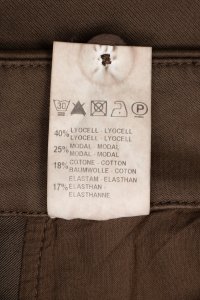 30 P
40% LYOCELL - LYOCELL
LYOCELL - LYOCELL
25% MODAL - MODAL
MODAL - MODAL
18% COTONE - COTTON
BAUMWOLLE - COTON
17% ELASTAM - ELASTHAN
ELASTHAN -
ELASTHANNE